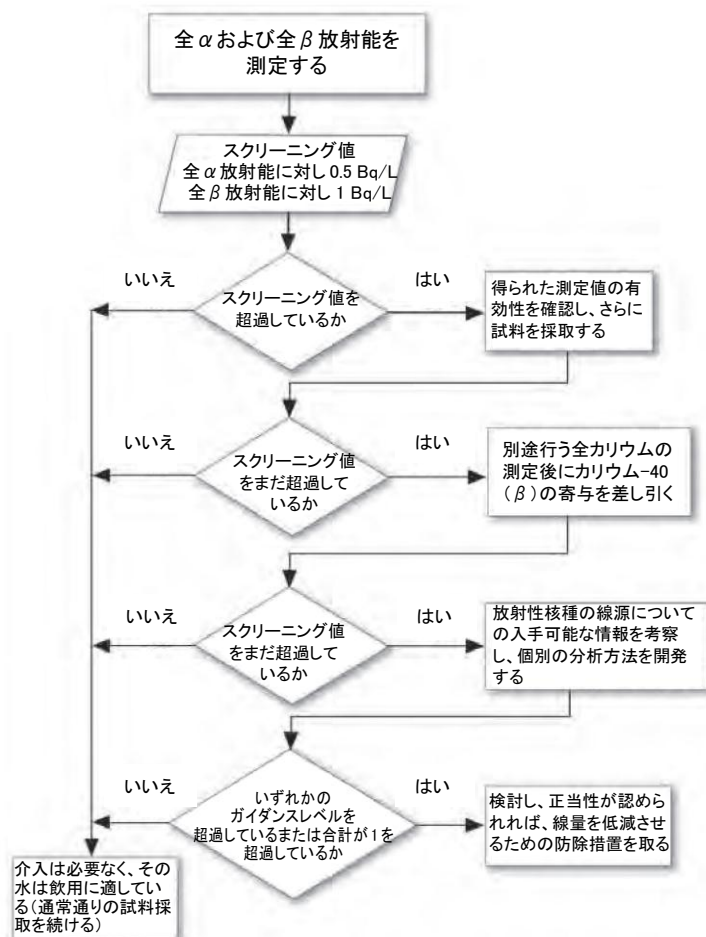 全αおよび全β放射能を
測定する
スクリーニング値
全α放射能に対し 0.5 Bq/L
全β放射能に対し 1 Bq/L
いいえ
はい
スクリーニング値を
超過しているか
得られた測定値の有
効性を確認し、さらに
試料を採取する
いいえ
はい
スクリーニング値
をまだ超過して
いるか
別途行う全カリウムの
測定後にカリウム-40
(β)の寄与を差し引く
いいえ
はい
スクリーニング値
をまだ超過して
いるか
放射性核種の線源について
の入手可能な情報を考察
し、個別の分析方法を開発
する
いいえ
はい
いずれかの
ガイダンスレベルを
超過しているまたは合計が1を
超過しているか
検討し、正当性が認めら
れれば、線量を低減させ
るための防除措置を取る
介入は必要なく、その
水は飲用に適してい
る(通常通りの試料採
取を続ける)